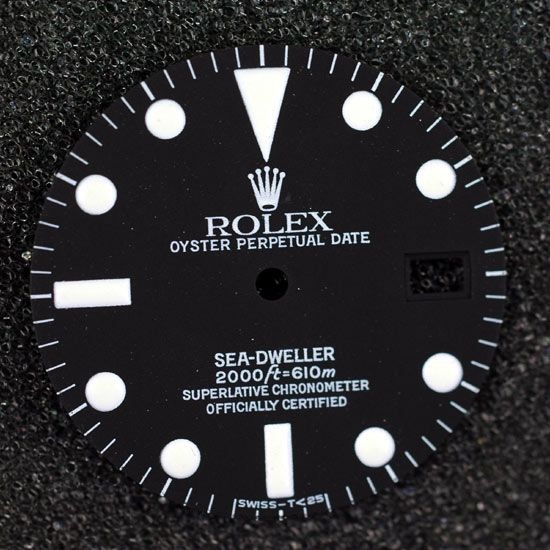 ROLEX
OYSTER PERPETUAL DATE
SEA-DWELLER
2000ft=610m
SUPERLATIVE CHRONOMETER
OFFICIALLY CERTIFIED
SWISS-T<25